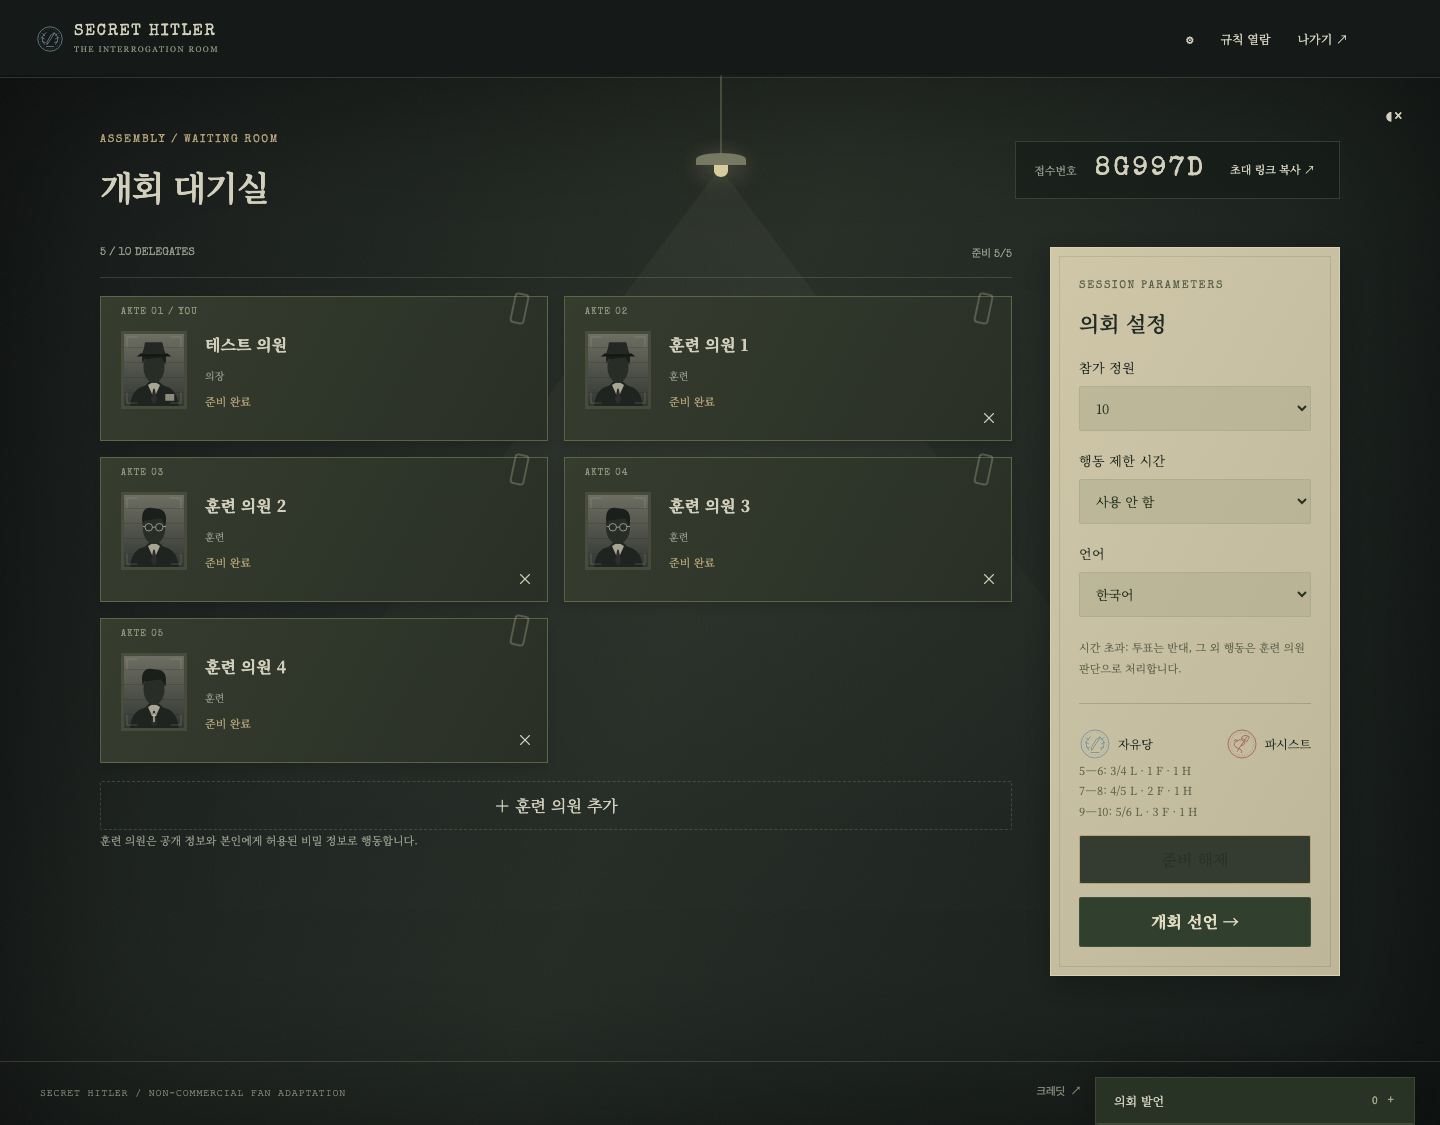 SECRET HITLER
THE INTERROGATION ROOM
규칙 열람
나가기 ↗
ASSEMBLY / WAITING ROOM
개회 대기실
접수번호 8G997D 초대 링크 복사 ↗
5 / 10 DELEGATES
준비 5/5
AKTE 01 / YOU
테스트 의원
의장
준비 완료
AKTE 02
훈련 의원 1
훈련
준비 완료
×
AKTE 03
훈련 의원 2
훈련
준비 완료
×
AKTE 04
훈련 의원 3
훈련
준비 완료
×
AKTE 05
훈련 의원 4
훈련
준비 완료
×
+ 훈련 의원 추가
훈련 의원은 공개 정보와 본인에게 허용된 비밀 정보로 행동합니다.
SESSION PARAMETERS
의회 설정
참가 정원
10
행동 제한 시간
사용 안 함
언어
한국어
시간 초과: 투표는 반대, 그 외 행동은 훈련 의원
판단으로 처리합니다.
자유당
파시스트
5—6: 3/4 L · 1 F · 1 H
7—8: 4/5 L · 2 F · 1 H
9—10: 5/6 L · 3 F · 1 H
준비 해제
개회 선언 →
SECRET HITLER / NON-COMMERCIAL FAN ADAPTATION
크레딧 ↗
의회 발언
0 +